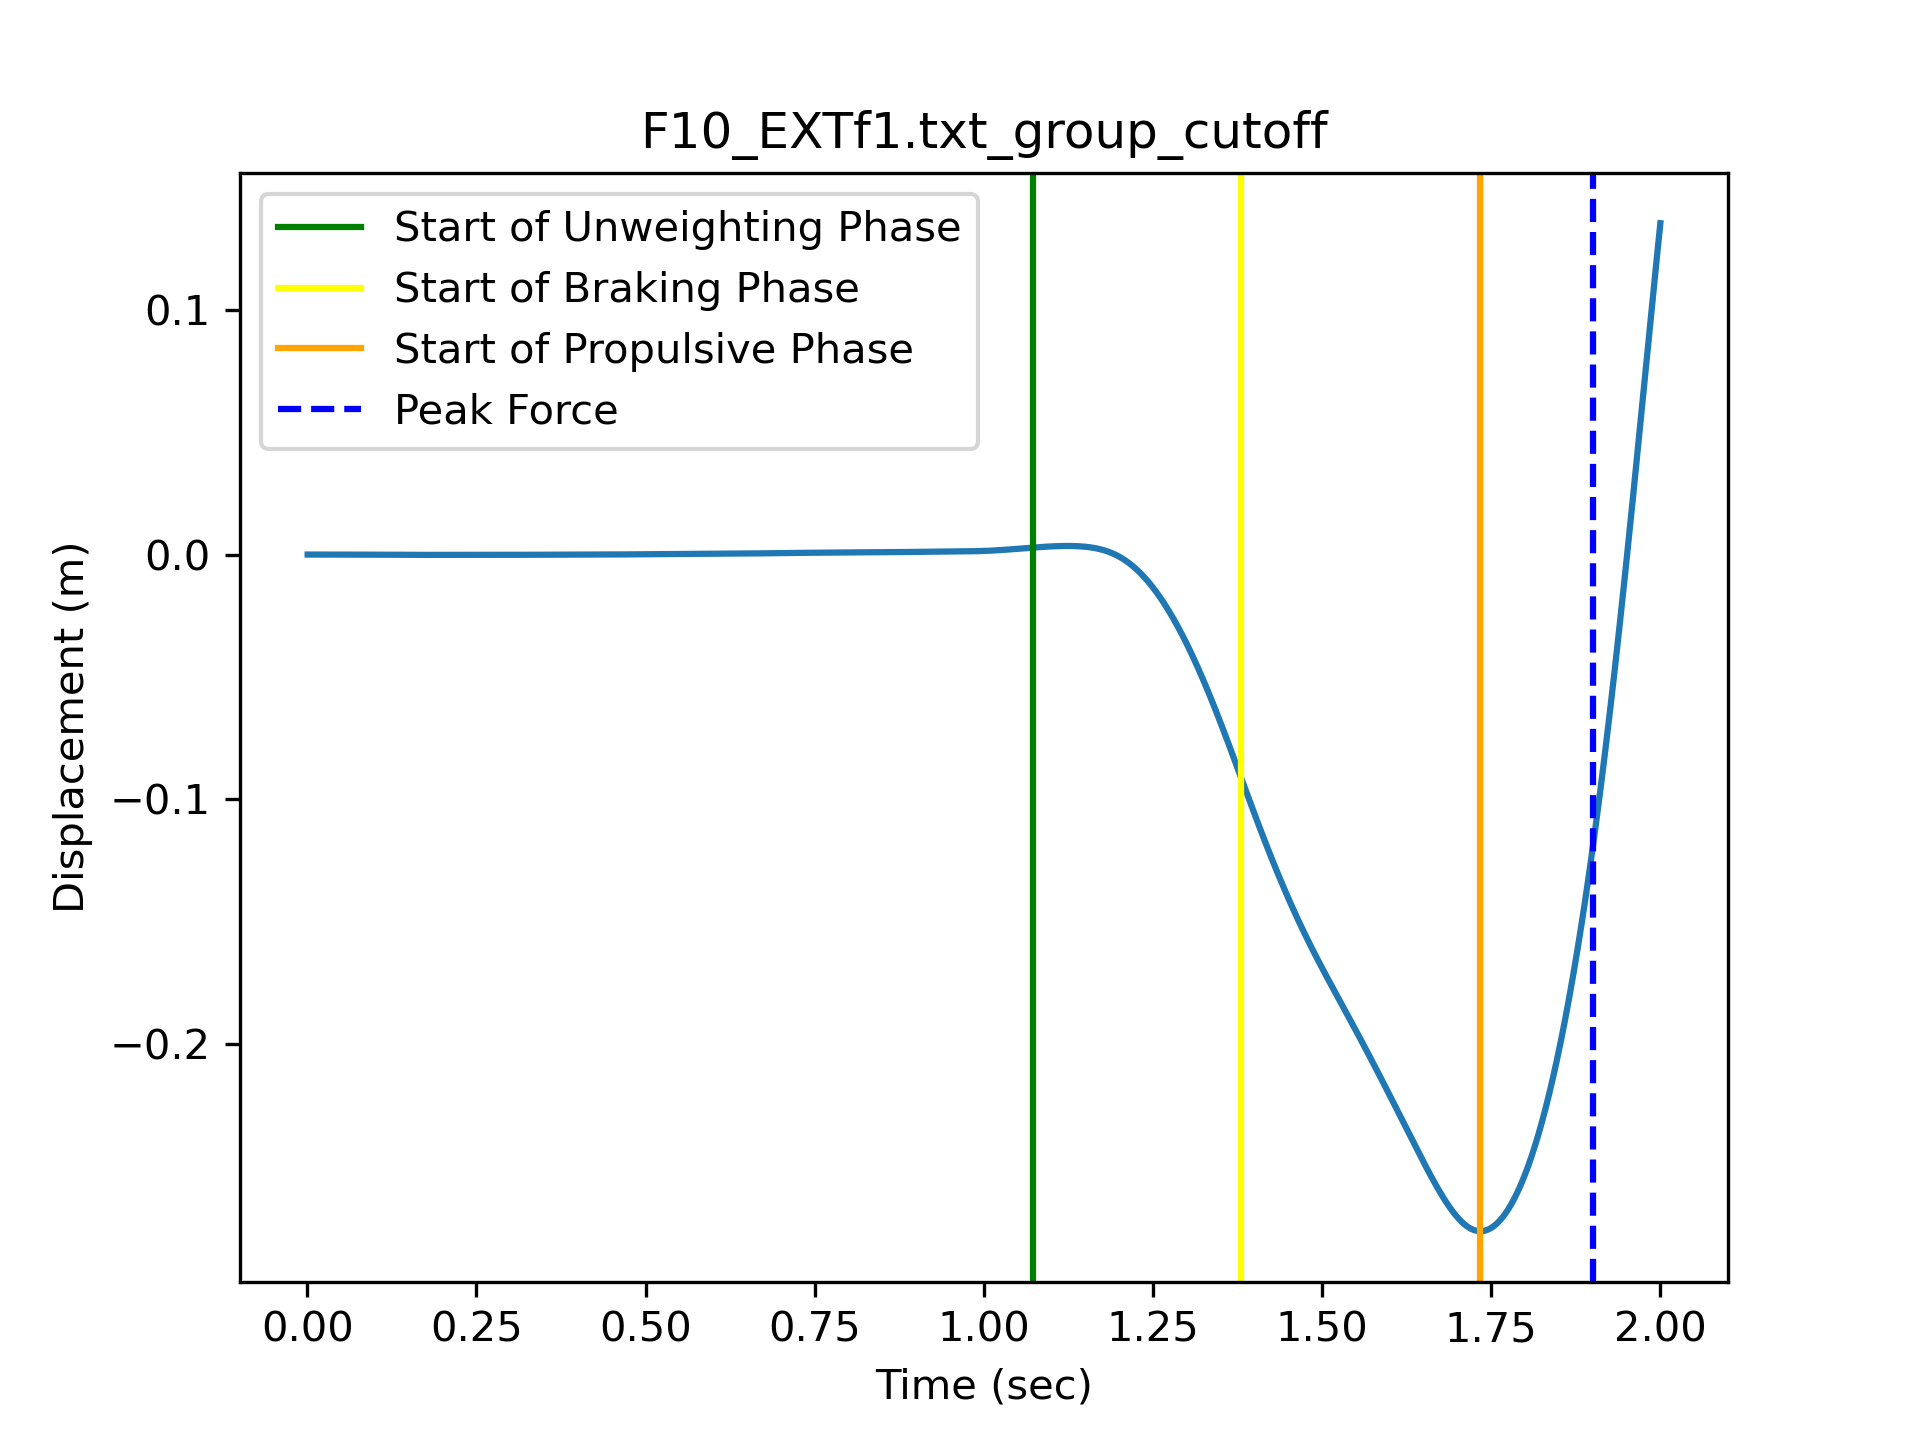 F10_EXTf1.txt_group_cutoff
Start of Unweighting Phase
Start of Braking Phase
Start of Propulsive Phase
Peak Force
0.1
0.0
−0.1
−0.2
Displacement (m)
0.00 0.25 0.50 0.75 1.00 1.25 1.50 1.75 2.00
Time (sec)